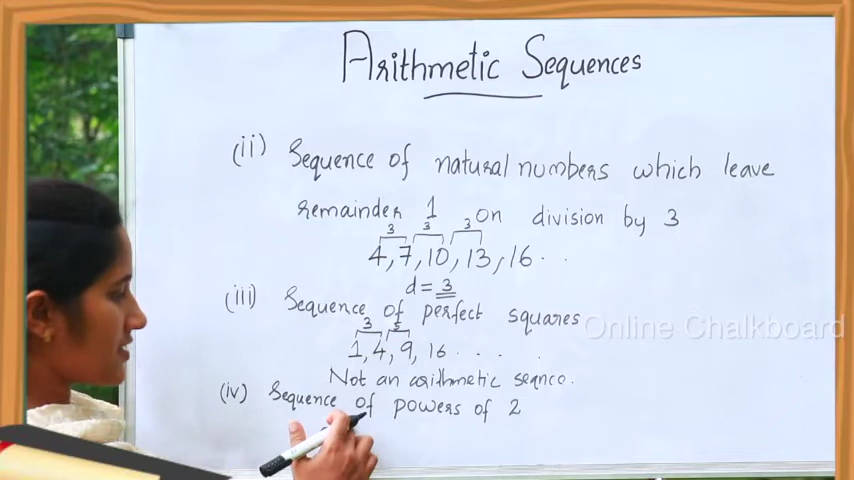 Arithmetic Sequences
(ii) Sequence of natural numbers which leave
remainder 1 on division by 3
3 3 3
4, 7, 10, 13, 16 . .
d = 3
(iii) Sequence of perfect squares
3 5
1, 4, 9, 16 . . . .
Not an arithmetic seqnce.
(iv) Sequence of powers of 2
Online Chalkboard